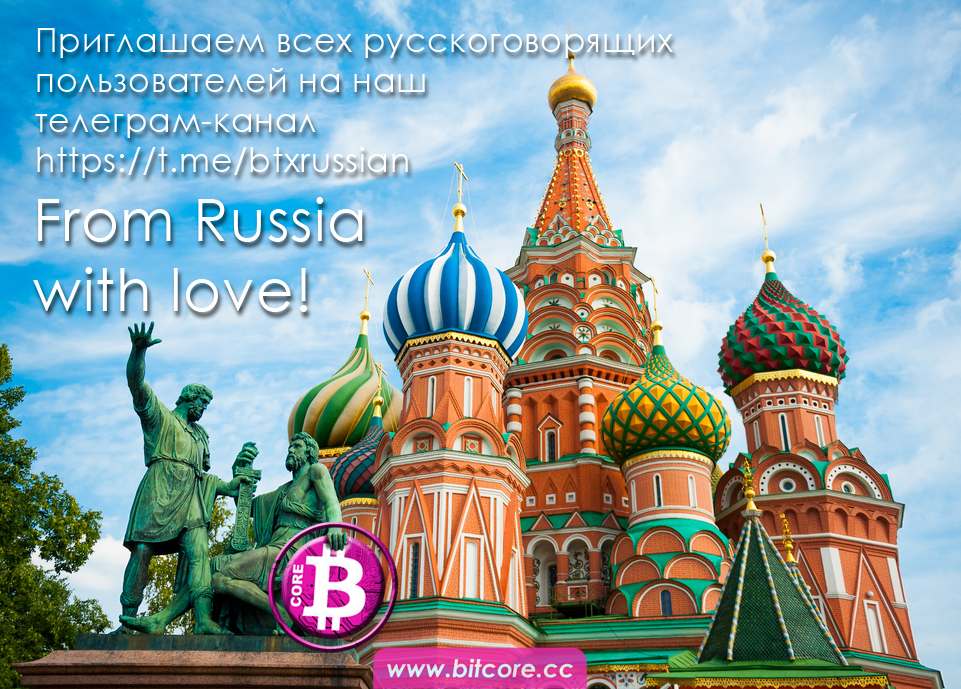 Приглашаем всех русскоговорящих
пользователей на наш
телеграм-канал
https://t.me/btxrussian
From Russia
with love!
CORE
B
www.bitcore.cc